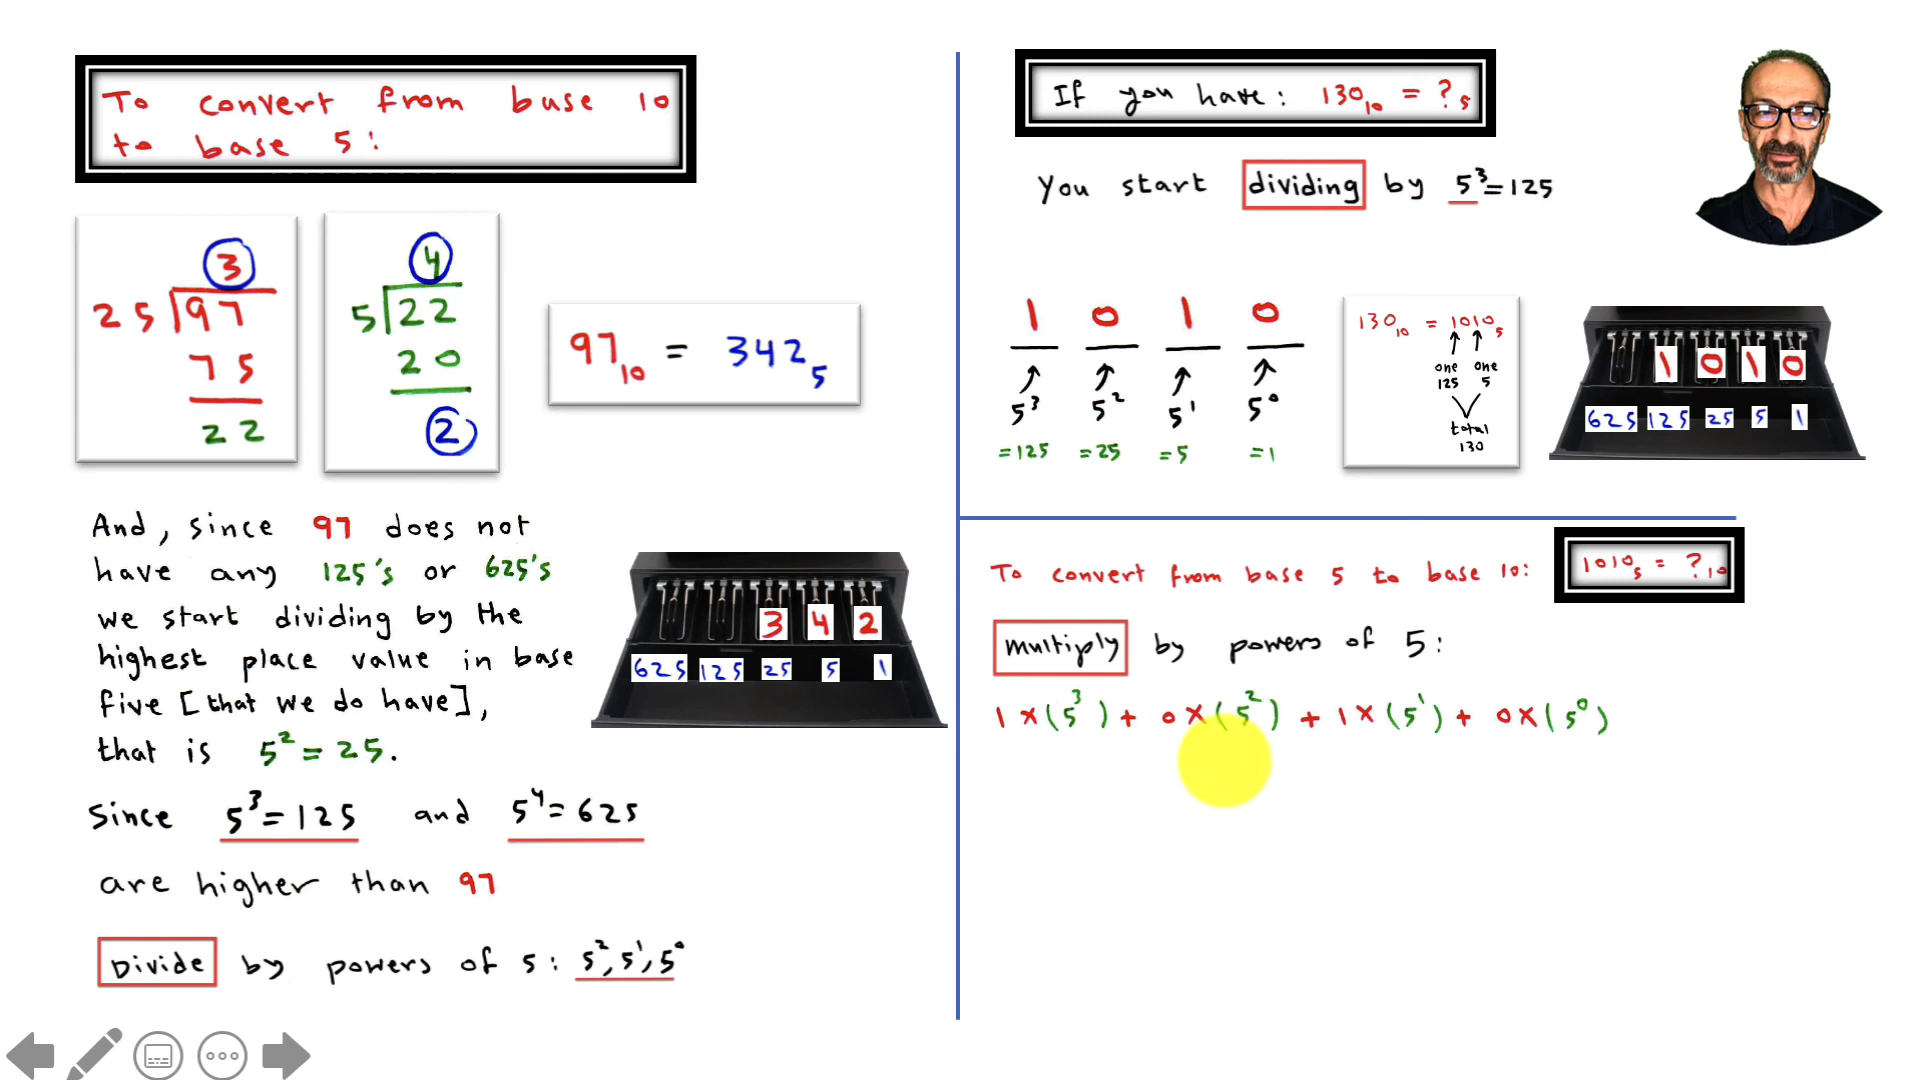 To convert from base 10
to base 5:
3
25 97
75
22
4
5 22
20
2
97₁₀ = 342₅
And, since 97 does not
have any 125's or 625's
we start dividing by the
highest place value in base
five [that we do have],
that is 5² = 25.
3 4 2
625 125 25 5 1
Since 5³=125 and 5⁴=625
are higher than 97
Divide by powers of 5: 5², 5¹, 5⁰
If you have: 130₁₀ = ?₅
You start dividing by 5³=125
1 0 1 0
5³ 5² 5¹ 5⁰
=125 =25 =5 =1
130₁₀ = 1010₅
one one
125 5
total
130
1 0 1 0
625 125 25 5 1
To convert from base 5 to base 10:
1010₅ = ?₁₀
multiply by powers of 5:
1×(5³) + 0×(5²) + 1×(5¹) + 0×(5⁰)